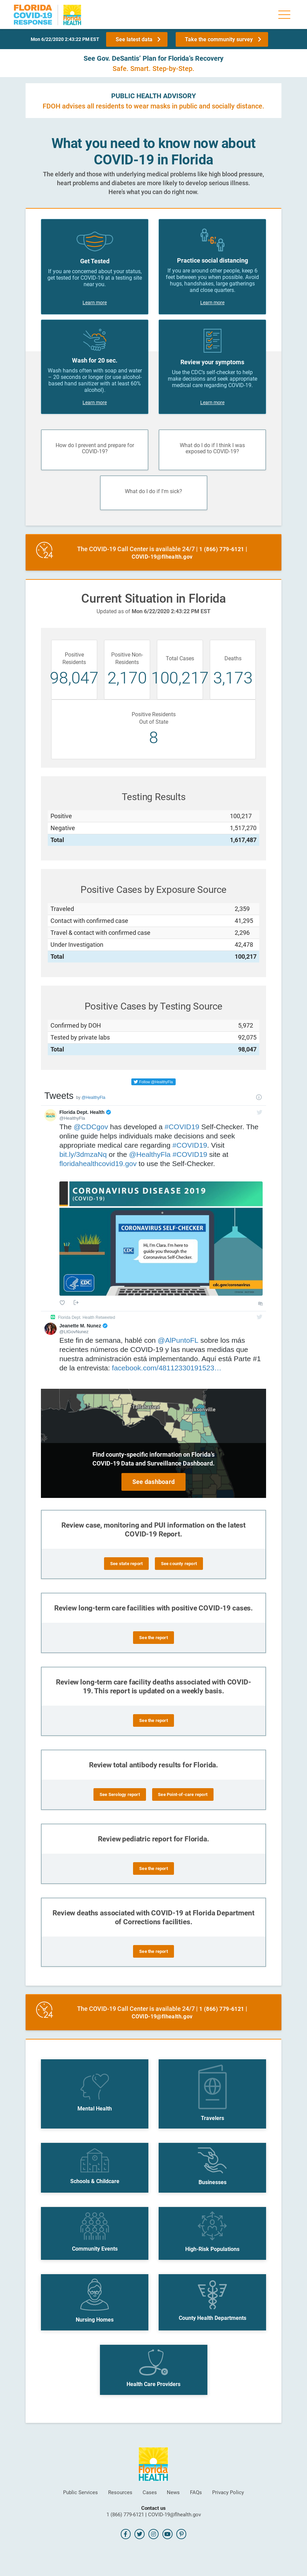 FLORIDA
COVID-19
RESPONSE
Florida
HEALTH
Mon 6/22/2020 2:43:22 PM EST
See latest data
Take the community survey
See Gov. DeSantis' Plan for Florida's Recovery
Safe. Smart. Step-by-Step.
PUBLIC HEALTH ADVISORY
FDOH advises all residents to wear masks in public and socially distance.
What you need to know now about
COVID-19 in Florida
The elderly and those with underlying medical problems like high blood pressure,
heart problems and diabetes are more likely to develop serious illness.
Here's what you can do right now.
Get Tested
If you are concerned about your status,
get tested for COVID-19 at a testing site
near you.
Learn more
Practice social distancing
If you are around other people, keep 6
feet between you when possible. Avoid
hugs, handshakes, large gatherings
and close quarters.
Learn more
Wash for 20 sec.
Wash hands often with soap and water
– 20 seconds or longer (or use alcohol-
based hand sanitizer with at least 60%
alcohol).
Learn more
Review your symptoms
Use the CDC's self-checker to help
make decisions and seek appropriate
medical care regarding COVID-19
Learn more
How do I prevent and prepare for
COVID-19?
What do I do if I think I was
exposed to COVID-19?
What do I do if I'm sick?
24
The COVID-19 Call Center is available 24/7 | 1 (866) 779-6121 |
COVID-19@flhealth.gov
Current Situation in Florida
Updated as of Mon 6/22/2020 2:43:22 PM EST
Positive
Residents
98,047
Positive Non-
Residents
2,170
Total Cases
100,217
Deaths
3,173
Positive Residents
Out of State
8
Testing Results
Positive 100,217
Negative 1,517,270
Total 1,617,487
Positive Cases by Exposure Source
Traveled 2,359
Contact with confirmed case 41,295
Travel & contact with confirmed case 2,296
Under Investigation 42,478
Total 100,217
Positive Cases by Testing Source
Confirmed by DOH 5,972
Tested by private labs 92,075
Total 98,047
Follow @HealthyFla
Tweets by @HealthyFla
Florida Dept. Health
@HealthyFla
The @CDCgov has developed a #COVID19 Self-Checker. The
online guide helps individuals make decisions and seek
appropriate medical care regarding #COVID19. Visit
bit.ly/3dmzaNq or the @HealthyFla #COVID19 site at
floridahealthcovid19.gov to use the Self-Checker.
CORONAVIRUS DISEASE 2019
(COVID-19)
CORONAVIRUS SELF-CHECKER
CDC
Hi, I'm Clara. I'm here to
guide you through the
Coronavirus Self-Checker.
CDC
cdc.gov/coronavirus
9h
Florida Dept. Health Retweeted
Jeanette M. Nunez
@LtGovNunez
Este fin de semana, hablé con @AlPuntoFL sobre los más
recientes números de COVID-19 y las nuevas medidas que
nuestra administración está implementando. Aquí está Parte #1
de la entrevista: facebook.com/48112330191523…
Tallahassee
Jacksonville
Find county-specific information on Florida's
COVID-19 Data and Surveillance Dashboard.
See dashboard
Review case, monitoring and PUI information on the latest
COVID-19 Report.
See state report
See county report
Review long-term care facilities with positive COVID-19 cases.
See the report
Review long-term care facility deaths associated with COVID-
19. This report is updated on a weekly basis.
See the report
Review total antibody results for Florida.
See Serology report
See Point-of-care report
Review pediatric report for Florida.
See the report
Review deaths associated with COVID-19 at Florida Department
of Corrections facilities.
See the report
24
The COVID-19 Call Center is available 24/7 | 1 (866) 779-6121 |
COVID-19@flhealth.gov
Mental Health
Travelers
Schools & Childcare
Businesses
Community Events
High-Risk Populations
Nursing Homes
County Health Departments
Health Care Providers
Florida
HEALTH
Public Services Resources Cases News FAQs Privacy Policy
Contact us
1 (866) 779-6121 | COVID-19@flhealth.gov